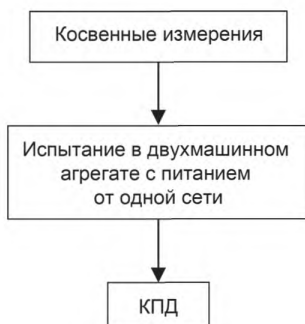 Косвенные измерения
Испытание в двухмашинном
агрегате с питанием
от одной сети
КПД